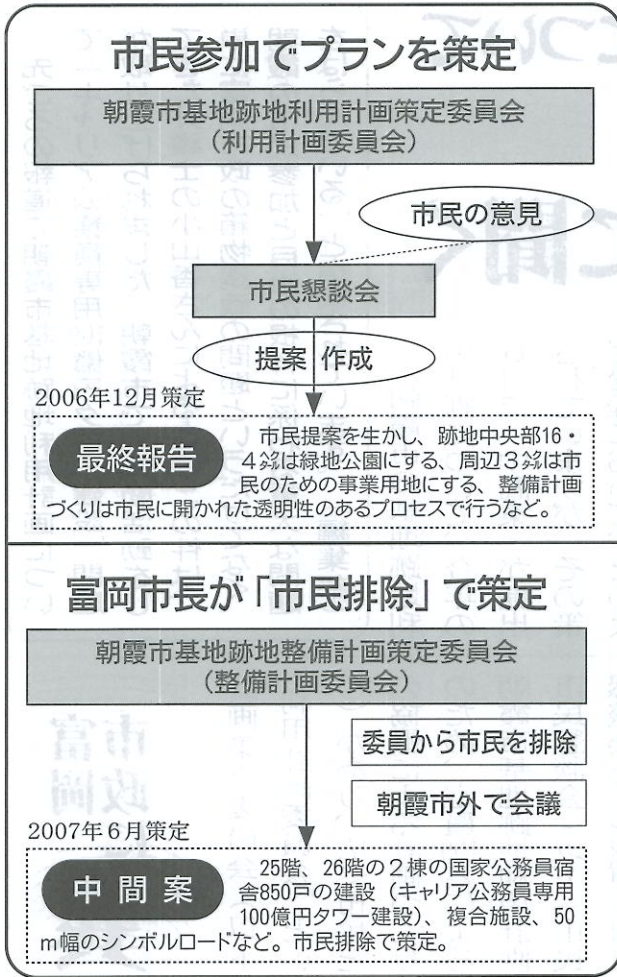 市民参加でプランを策定
朝霞市基地跡地利用計画策定委員会
(利用計画委員会)
市民の意見
市民懇談会
提案 作成
2006年12月策定
最終報告
市民提案を生かし、跡地中央部16・
4㌶は緑地公園にする、周辺3㌶は市
民のための事業用地にする、整備計画
づくりは市民に開かれた透明性のあるプロセスで行うなど。
富岡市長が「市民排除」で策定
朝霞市基地跡地整備計画策定委員会
(整備計画委員会)
委員から市民を排除
朝霞市外で会議
2007年6月策定
中間案
25階、26階の2棟の国家公務員宿
舎850戸の建設(キャリア公務員専用
100億円タワー建設)、複合施設、50
m幅のシンボルロードなど。市民排除で策定。